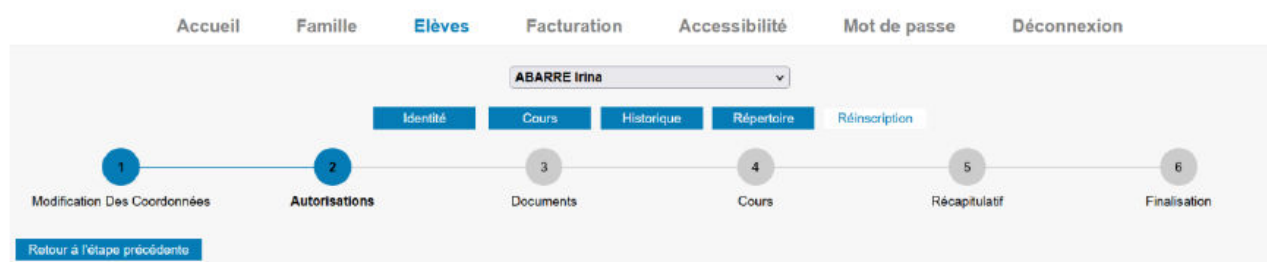 Accueil Famille Elèves Facturation Accessibilité Mot de passe Déconnexion
ABARRE Irina
Identité Cours Historique Répertoire Réinscription
1 2 3 4 5 6
Modification Des Coordonnées Autorisations Documents Cours Récapitulatif Finalisation
Retour à l'étape précédente